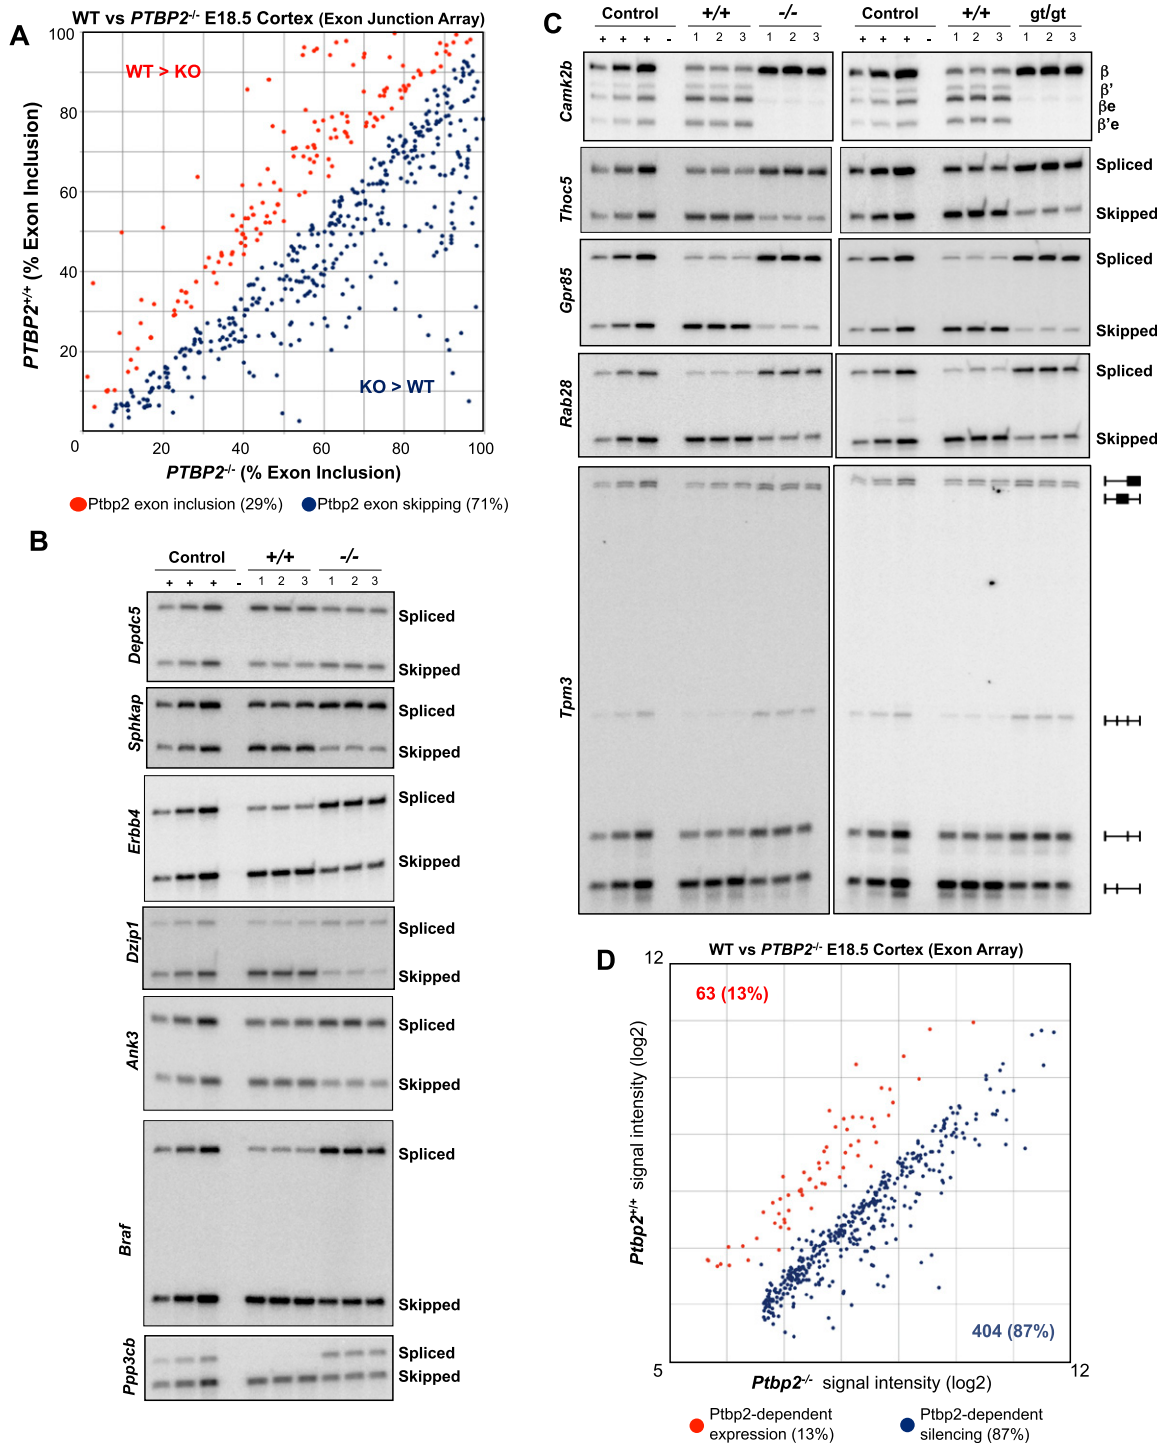 A
WT vs PTBP2-/- E18.5 Cortex (Exon Junction Array)
PTBP2+/+ (% Exon Inclusion)
100
80
60
40
20
WT > KO
KO > WT
0 20 40 60 80 100
PTBP2-/- (% Exon Inclusion)
Ptbp2 exon inclusion (29%) Ptbp2 exon skipping (71%)
B
Control +/+ -/-
+ + + - 1 2 3 1 2 3
Depdc5
Spliced
Skipped
Sphkap
Spliced
Skipped
Erbb4
Spliced
Skipped
Dzip1
Spliced
Skipped
Ank3
Spliced
Skipped
Braf
Spliced
Skipped
Ppp3cb
Spliced
Skipped
C
Control +/+ -/- Control +/+ gt/gt
+ + + - 1 2 3 1 2 3 + + + - 1 2 3 1 2 3
Camk2b
β
β'
βe
β'e
Thoc5
Spliced
Skipped
Gpr85
Spliced
Skipped
Rab28
Spliced
Skipped
Tpm3
D
WT vs PTBP2-/- E18.5 Cortex (Exon Array)
12
Ptbp2+/+ signal intensity (log2)
63 (13%)
404 (87%)
5 12
Ptbp2-/- signal intensity (log2)
Ptbp2-dependent
expression (13%)
Ptbp2-dependent
silencing (87%)